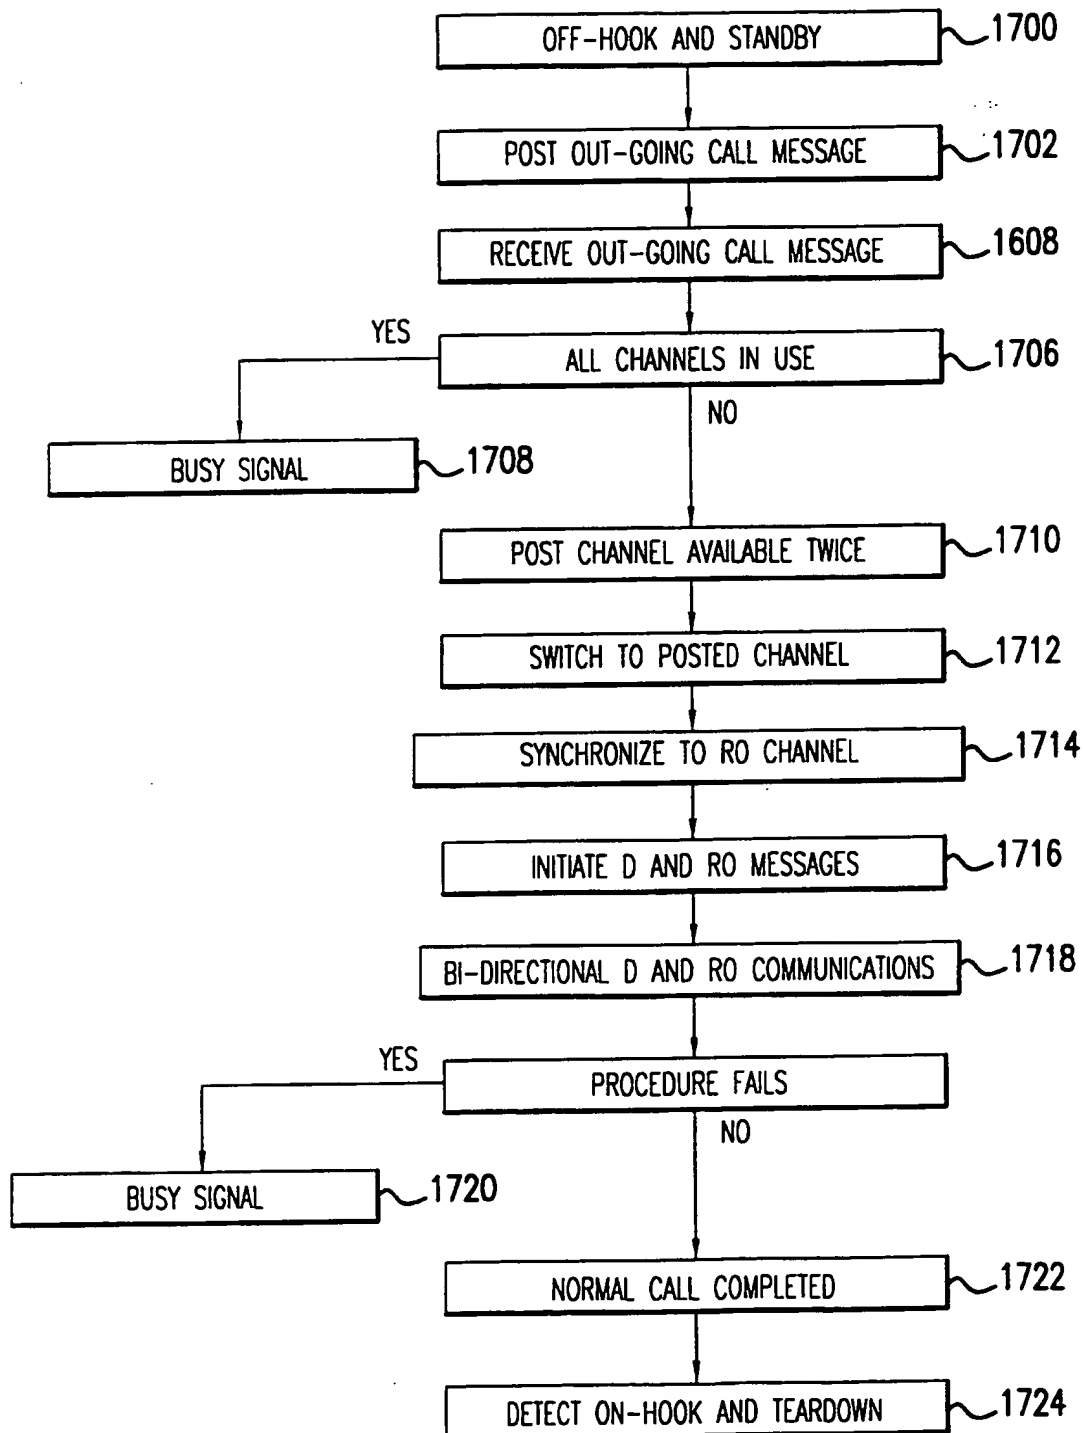 OFF-HOOK AND STANDBY 1700
POST OUT-GOING CALL MESSAGE 1702
RECEIVE OUT-GOING CALL MESSAGE 1608
YES
ALL CHANNELS IN USE 1706
NO
BUSY SIGNAL 1708
POST CHANNEL AVAILABLE TWICE 1710
SWITCH TO POSTED CHANNEL 1712
SYNCHRONIZE TO RO CHANNEL 1714
INITIATE D AND RO MESSAGES 1716
BI-DIRECTIONAL D AND RO COMMUNICATIONS 1718
YES
PROCEDURE FAILS
NO
BUSY SIGNAL 1720
NORMAL CALL COMPLETED 1722
DETECT ON-HOOK AND TEARDOWN 1724